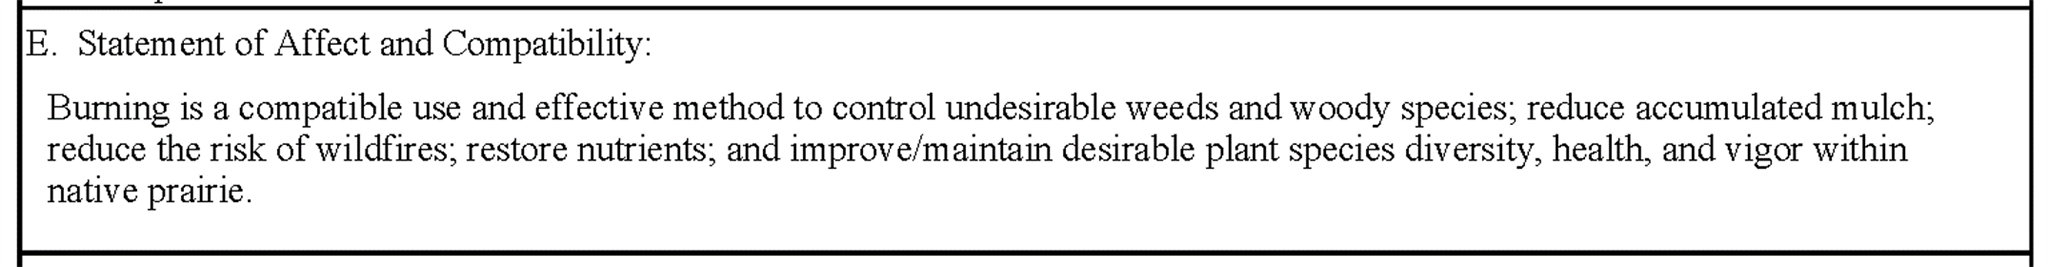 E. Statement of Affect and Compatibility:
Burning is a compatible use and effective method to control undesirable weeds and woody species; reduce accumulated mulch;
reduce the risk of wildfires; restore nutrients; and improve/maintain desirable plant species diversity, health, and vigor within
native prairie.